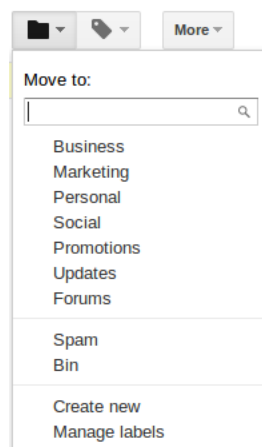 More
Move to:
Business
Marketing
Personal
Social
Promotions
Updates
Forums
Spam
Bin
Create new
Manage labels